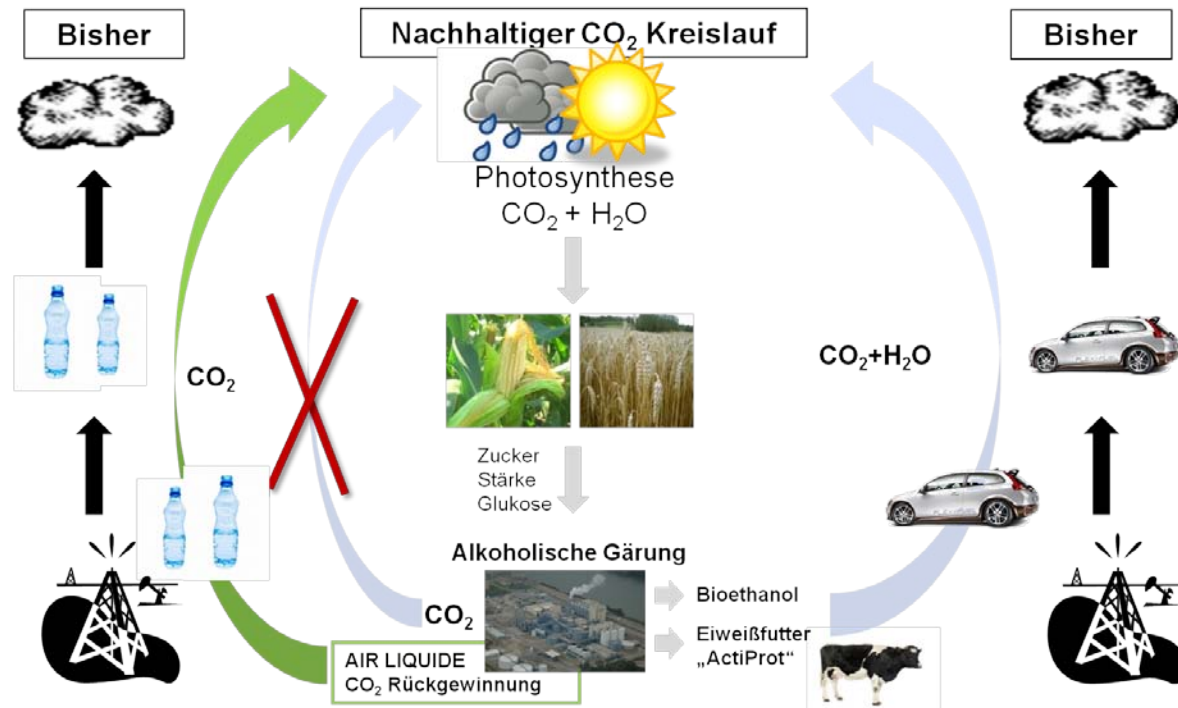 Bisher
Nachhaltiger CO₂ Kreislauf
Bisher
Photosynthese
CO₂ + H₂O
CO₂
CO₂+H₂O
Zucker
Stärke
Glukose
Alkoholische Gärung
CO₂
Bioethanol
Eiweißfutter
„ActiProt“
AIR LIQUIDE
CO₂ Rückgewinnung